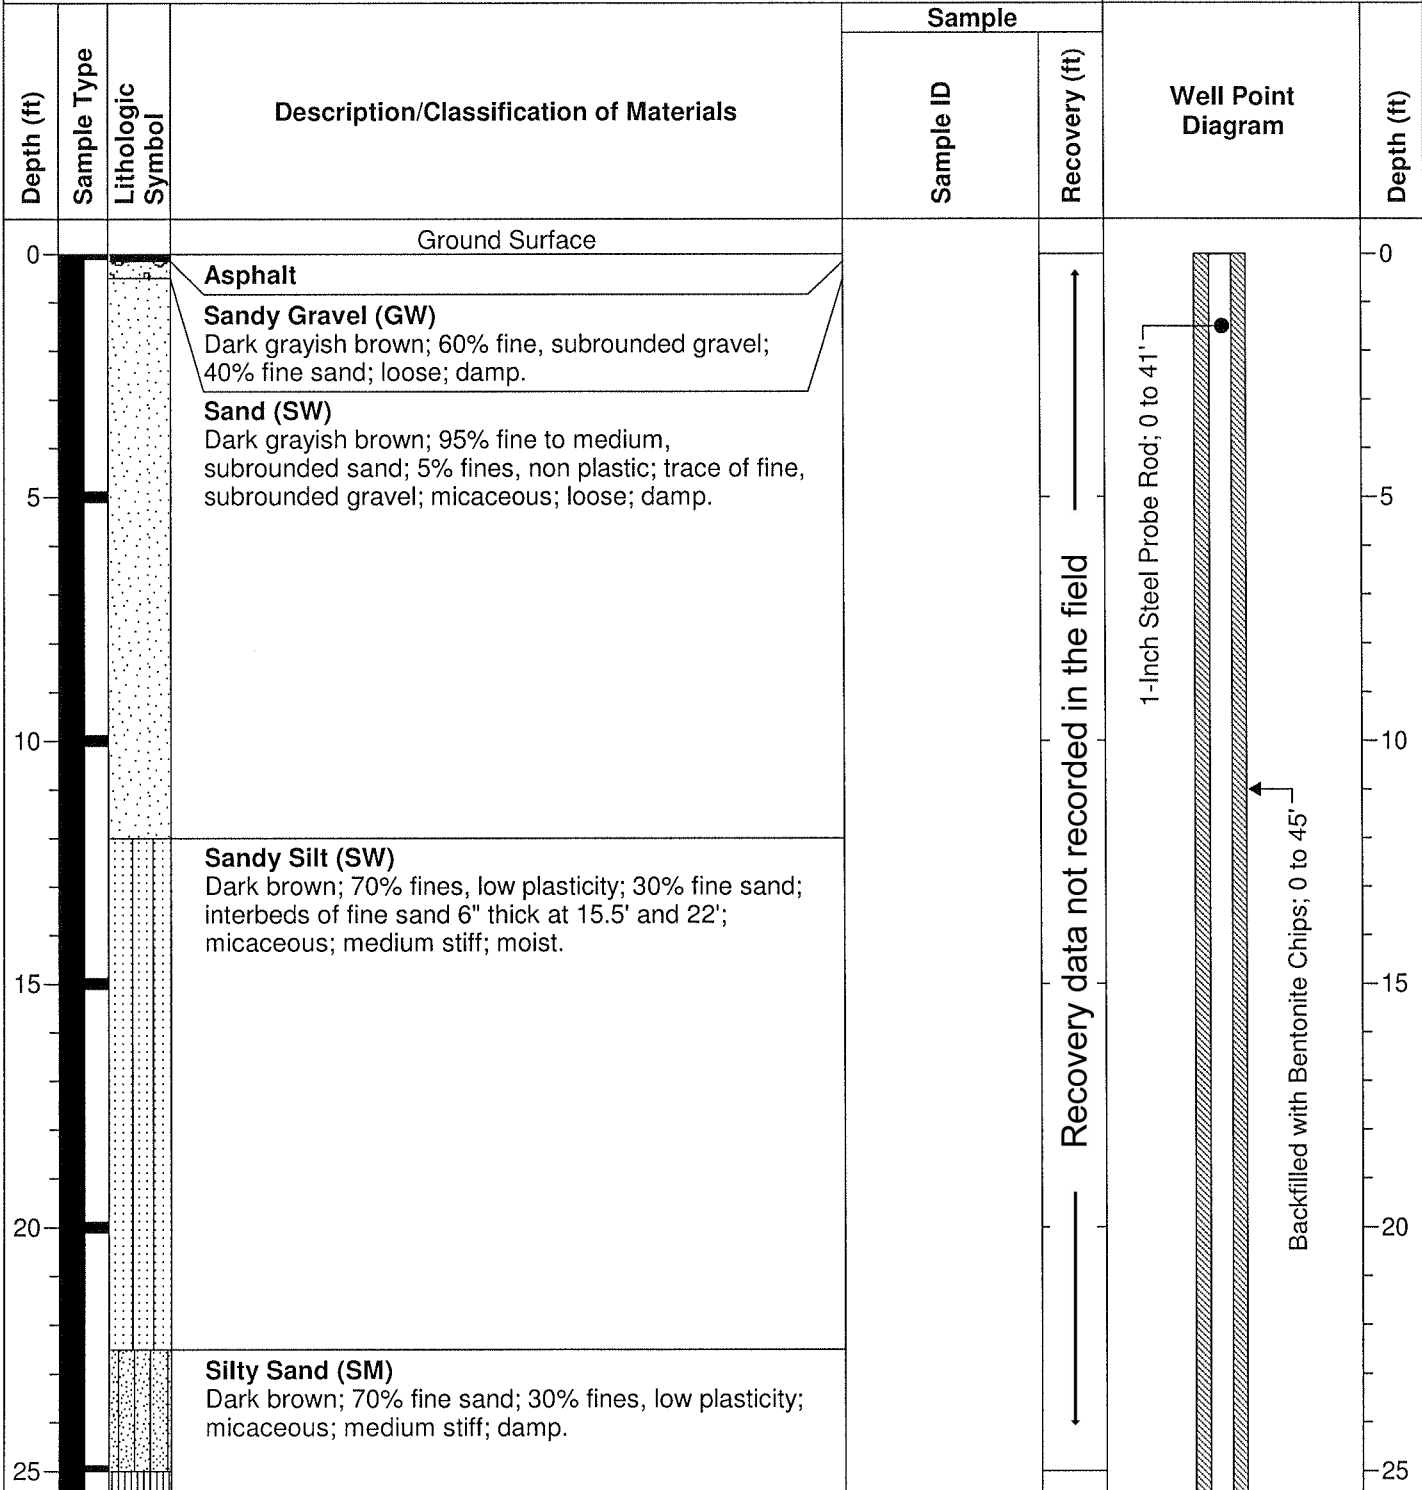 Depth (ft)
Sample Type
Lithologic
Symbol
Description/Classification of Materials
Sample
Sample ID
Recovery (ft)
Well Point
Diagram
Depth (ft)
Ground Surface
0
0
Asphalt
Sandy Gravel (GW)
Dark grayish brown; 60% fine, subrounded gravel;
40% fine sand; loose; damp.
Sand (SW)
Dark grayish brown; 95% fine to medium,
subrounded sand; 5% fines, non plastic; trace of fine,
subrounded gravel; micaceous; loose; damp.
5
5
1-Inch Steel Probe Rod; 0 to 41'
Recovery data not recorded in the field
10
10
Backfilled with Bentonite Chips; 0 to 45'
Sandy Silt (SW)
Dark brown; 70% fines, low plasticity; 30% fine sand;
interbeds of fine sand 6" thick at 15.5' and 22';
micaceous; medium stiff; moist.
15
15
20
20
Silty Sand (SM)
Dark brown; 70% fine sand; 30% fines, low plasticity;
micaceous; medium stiff; damp.
25
25